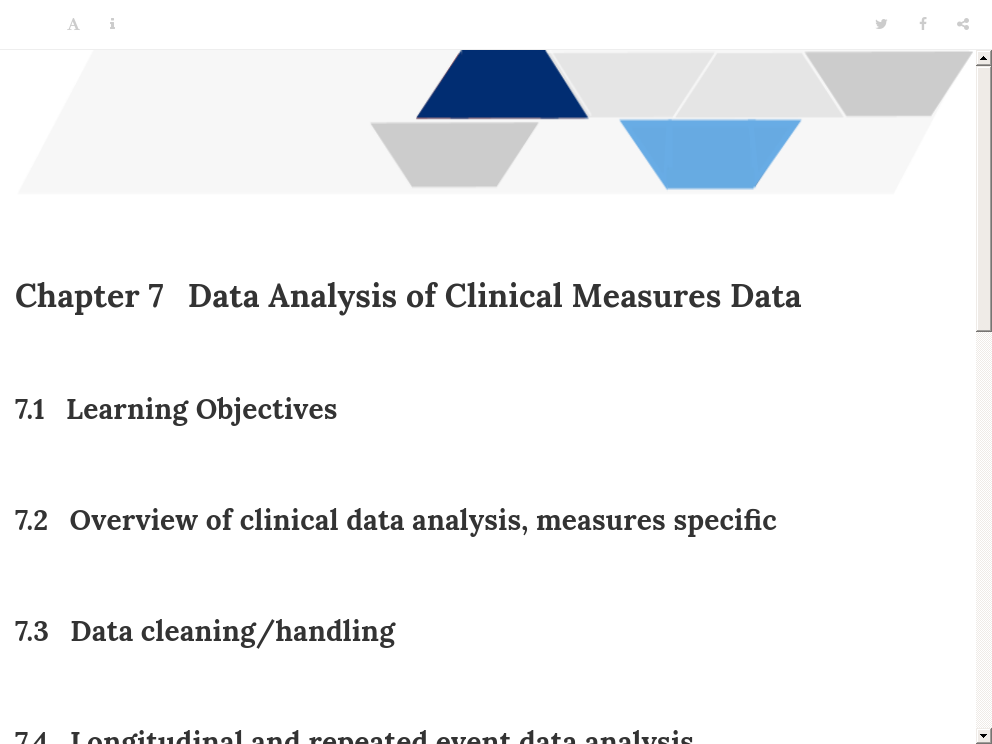 A i
Chapter 7 Data Analysis of Clinical Measures Data
7.1 Learning Objectives
7.2 Overview of clinical data analysis, measures specific
7.3 Data cleaning/handling
7.4 Longitudinal and repeated event data analysis